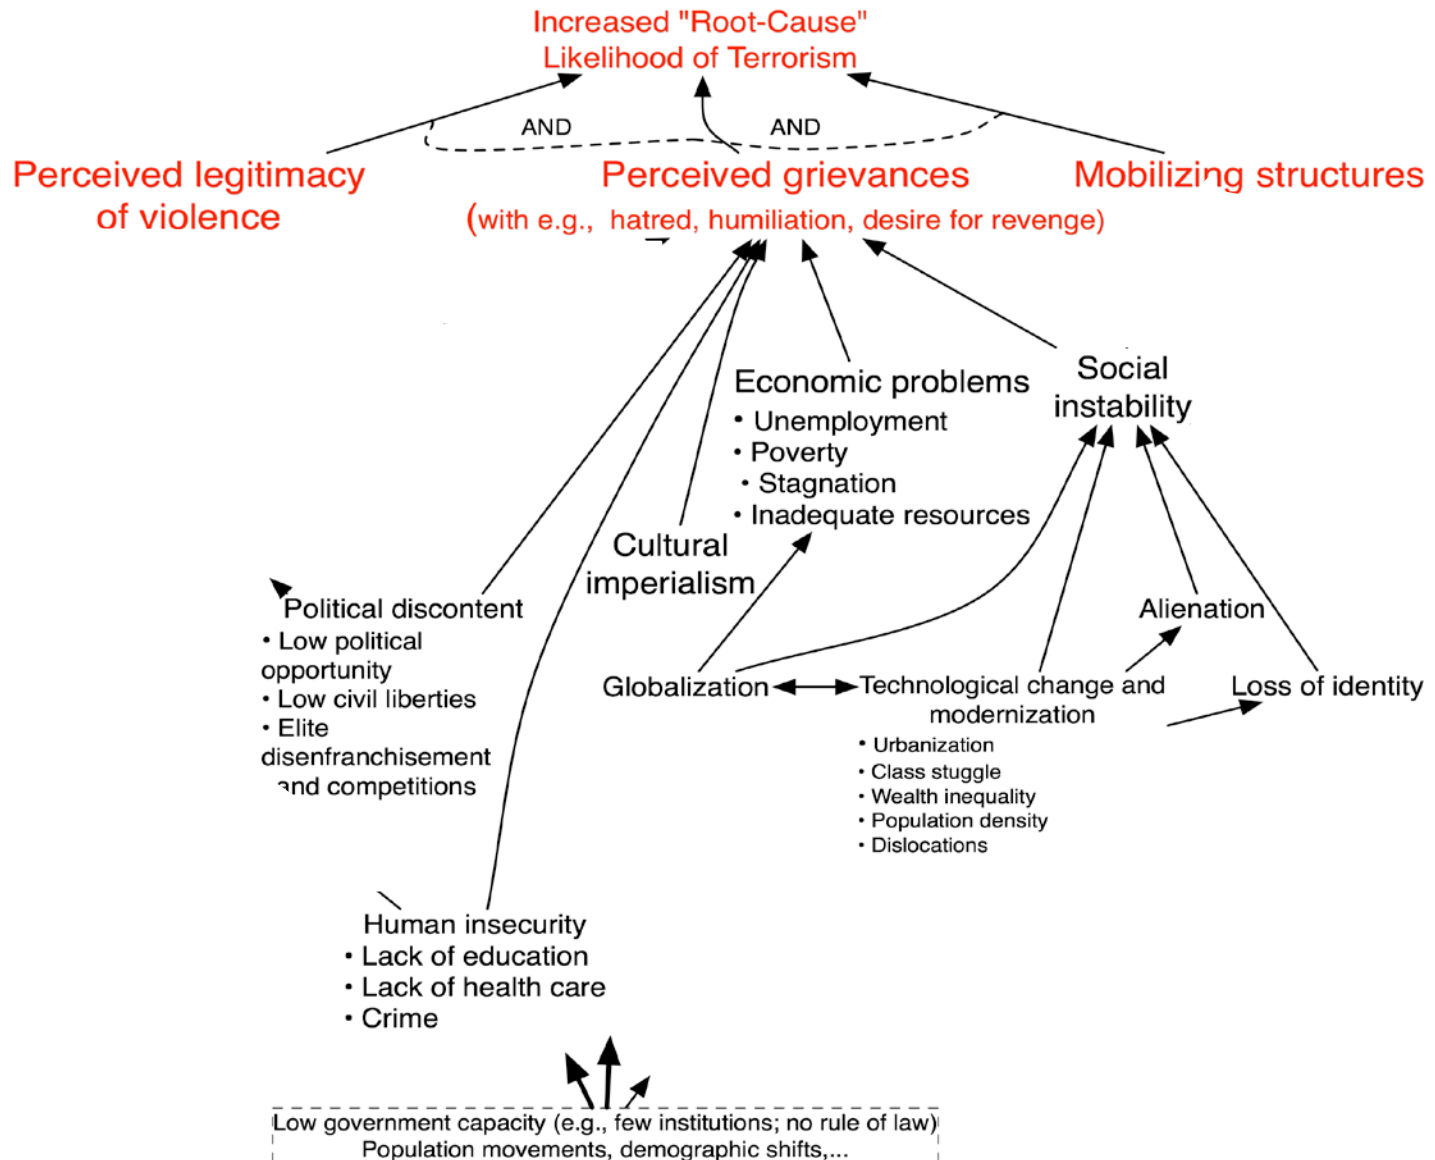 Increased "Root-Cause"
Likelihood of Terrorism
AND
AND
Perceived legitimacy
of violence
Perceived grievances
(with e.g., hatred, humiliation, desire for revenge)
Mobilizing structures
Economic problems
• Unemployment
• Poverty
• Stagnation
• Inadequate resources
Social
instability
Cultural
imperialism
Political discontent
• Low political
opportunity
• Low civil liberties
• Elite
disenfranchisement
and competitions
Alienation
Globalization
Technological change and
modernization
• Urbanization
• Class stuggle
• Wealth inequality
• Population density
• Dislocations
Loss of identity
Human insecurity
• Lack of education
• Lack of health care
• Crime
Low government capacity (e.g., few institutions; no rule of law)
Population movements, demographic shifts,...